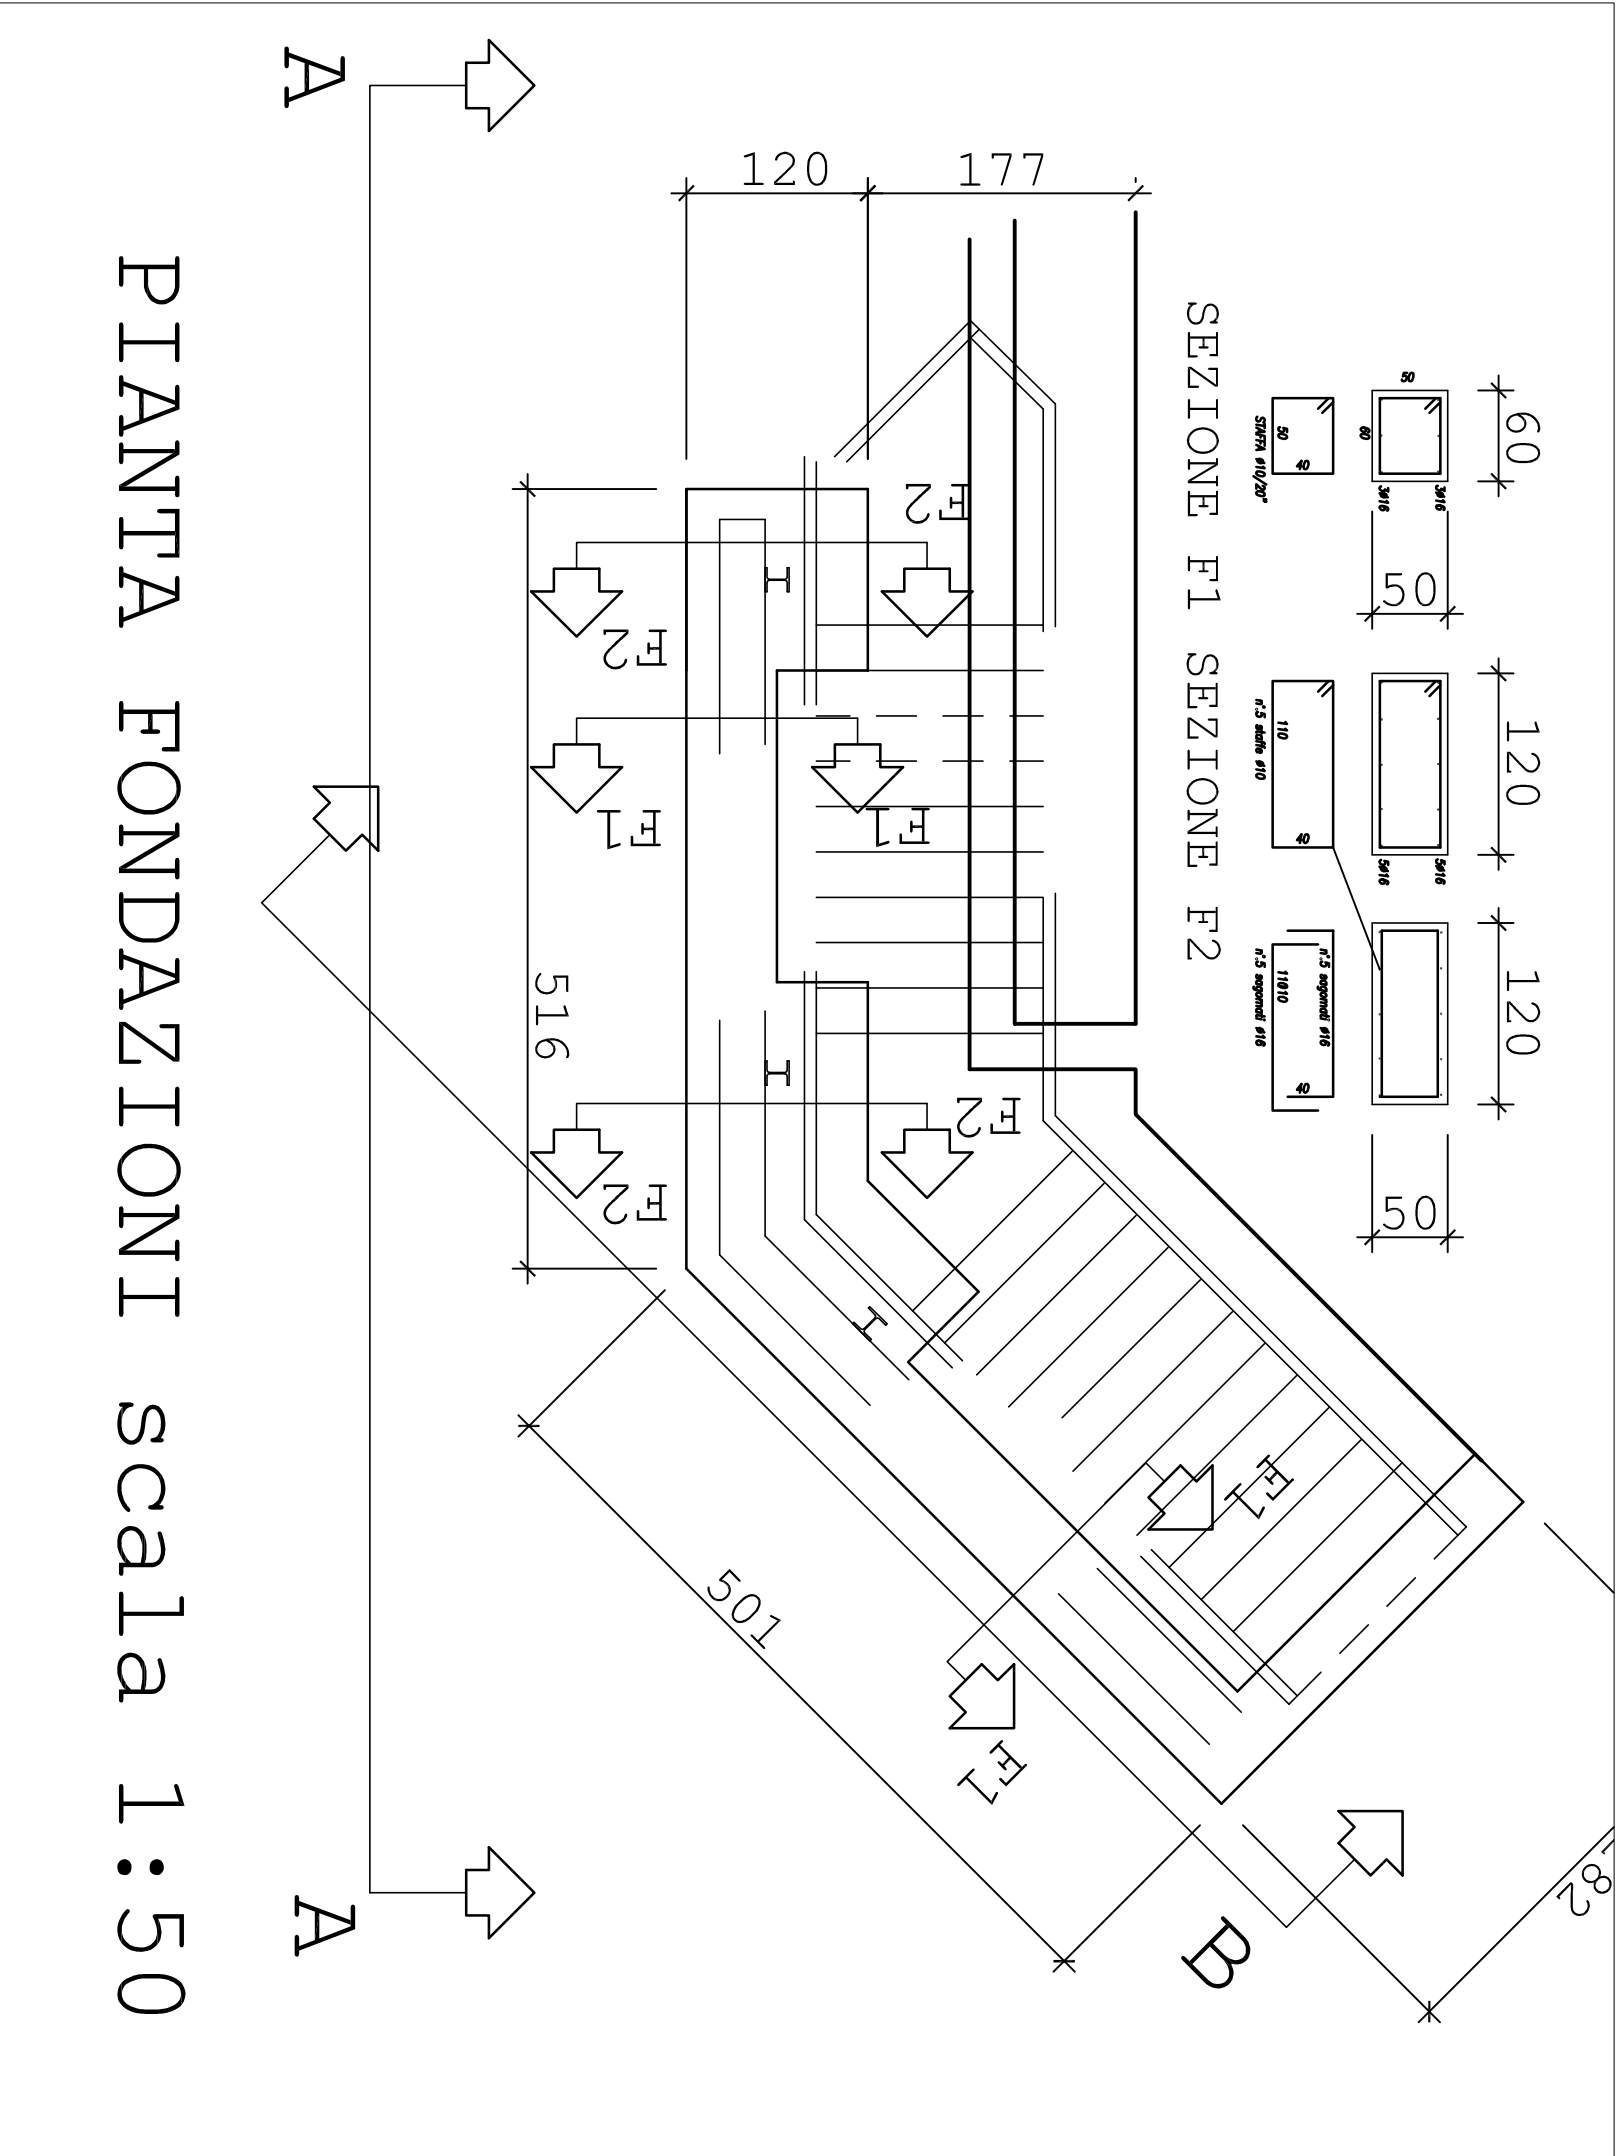 60
50
60
3ø16
3ø16
50
50
40
STAFFA ø10/20"
120
5ø16
5ø16
110
40
n°.5 staffe ø10
120
50
n°.5 sagomati ø16
11010
40
n°.5 sagomati ø16
SEZIONE F1 SEZIONE F2
177
120
F2
F2
F1
F1
F2
F2
I
I
I
F1
F1
516
501
B
A
A
PIANTA FONDAZIONI scala 1:50